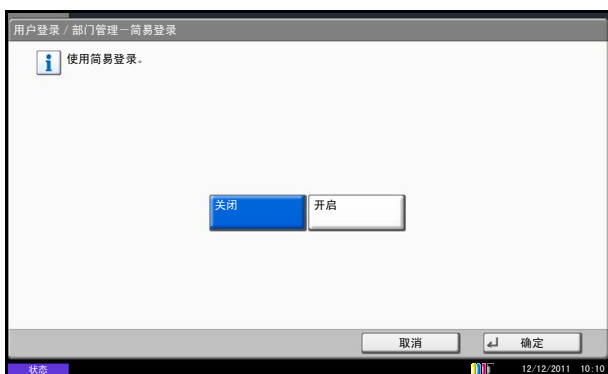 用户登录 / 部门管理－简易登录
使用简易登录。
关闭
开启
取消
确定
状态
12/12/2011 10:10